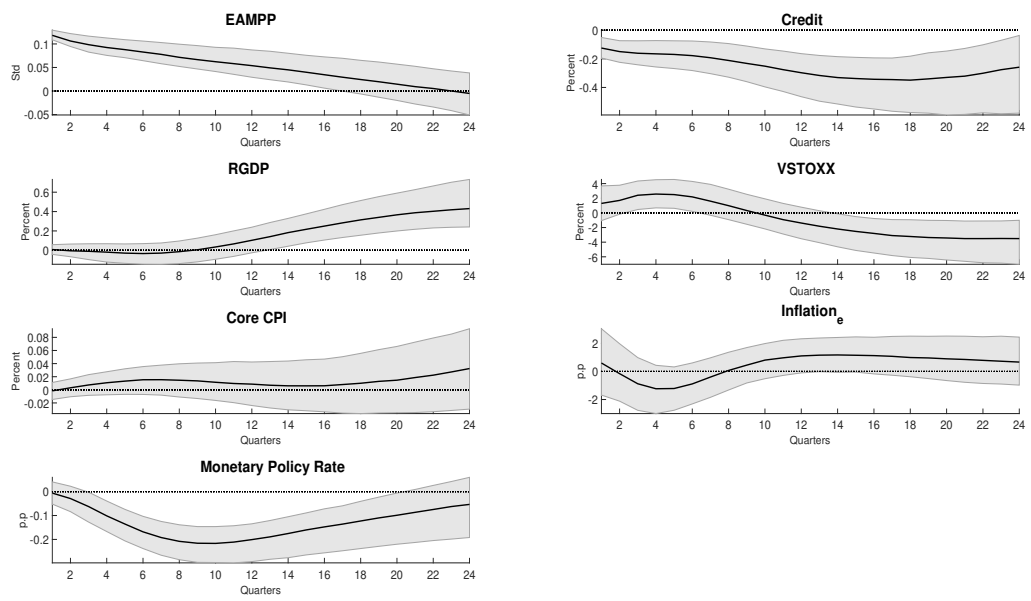 EAMPP
0.1
0.05
0
-0.05
Std
2 4 6 8 10 12 14 16 18 20 22 24
Quarters
Credit
0
-0.2
-0.4
Percent
2 4 6 8 10 12 14 16 18 20 22 24
Quarters
RGDP
0.6
0.4
0.2
0
Percent
2 4 6 8 10 12 14 16 18 20 22 24
Quarters
VSTOXX
4
2
0
-2
-4
-6
Percent
2 4 6 8 10 12 14 16 18 20 22 24
Quarters
Core CPI
0.08
0.06
0.04
0.02
0
-0.02
Percent
2 4 6 8 10 12 14 16 18 20 22 24
Quarters
Inflation e
2
0
-2
p.p
2 4 6 8 10 12 14 16 18 20 22 24
Quarters
Monetary Policy Rate
0
-0.1
-0.2
p.p
2 4 6 8 10 12 14 16 18 20 22 24
Quarters